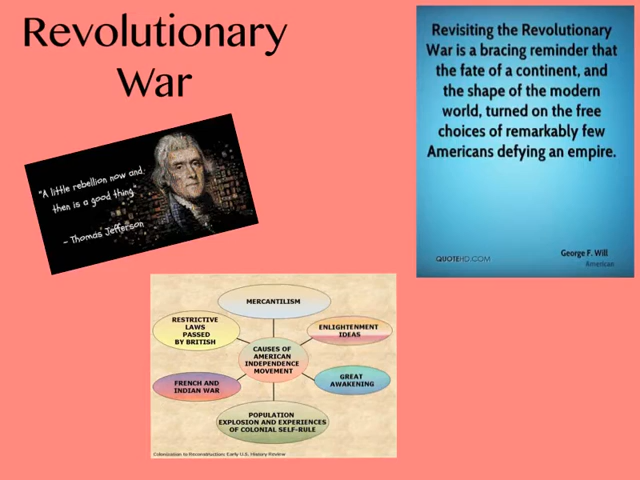 Revolutionary
War
"A little rebellion now and
then is a good thing."
~ Thomas Jefferson
Revisiting the Revolutionary
War is a bracing reminder that
the fate of a continent, and
the shape of the modern
world, turned on the free
choices of remarkably few
Americans defying an empire.
George F. Will
QUOTEHD.COM
American
MERCANTILISM
RESTRICTIVE
LAWS
PASSED
BY BRITISH
ENLIGHTENMENT
IDEAS
CAUSES OF
AMERICAN
INDEPENDENCE
MOVEMENT
FRENCH AND
INDIAN WAR
GREAT
AWAKENING
POPULATION
EXPLOSION AND EXPERIENCES
OF COLONIAL SELF-RULE
Colonization to Reconstruction: Early U.S. History Review